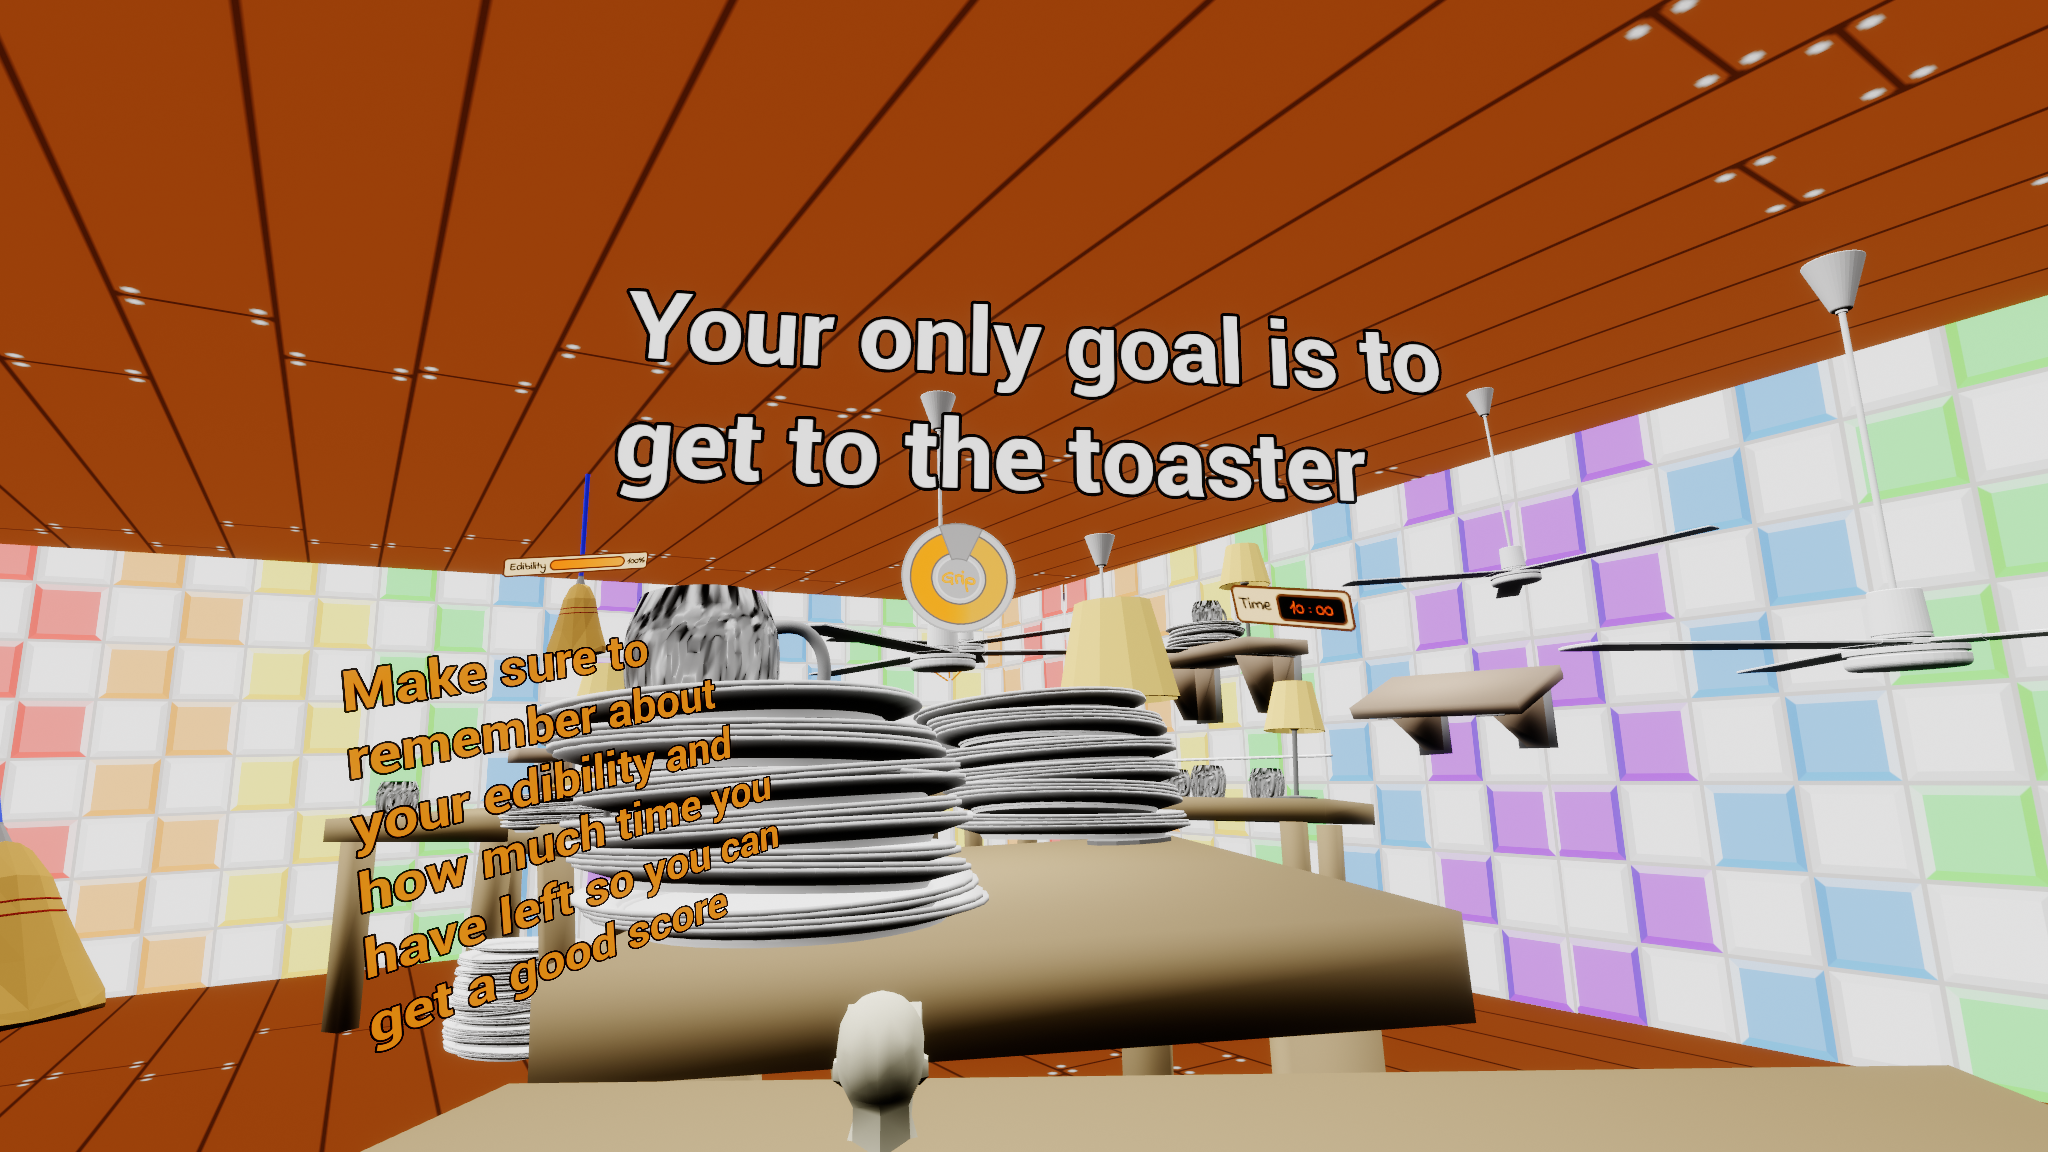 Your only goal is to
get to the toaster
Edibility 100%
Grip
Time 10:00
Make sure to
remember about
your edibility and
how much time you
have left so you can
get a good score